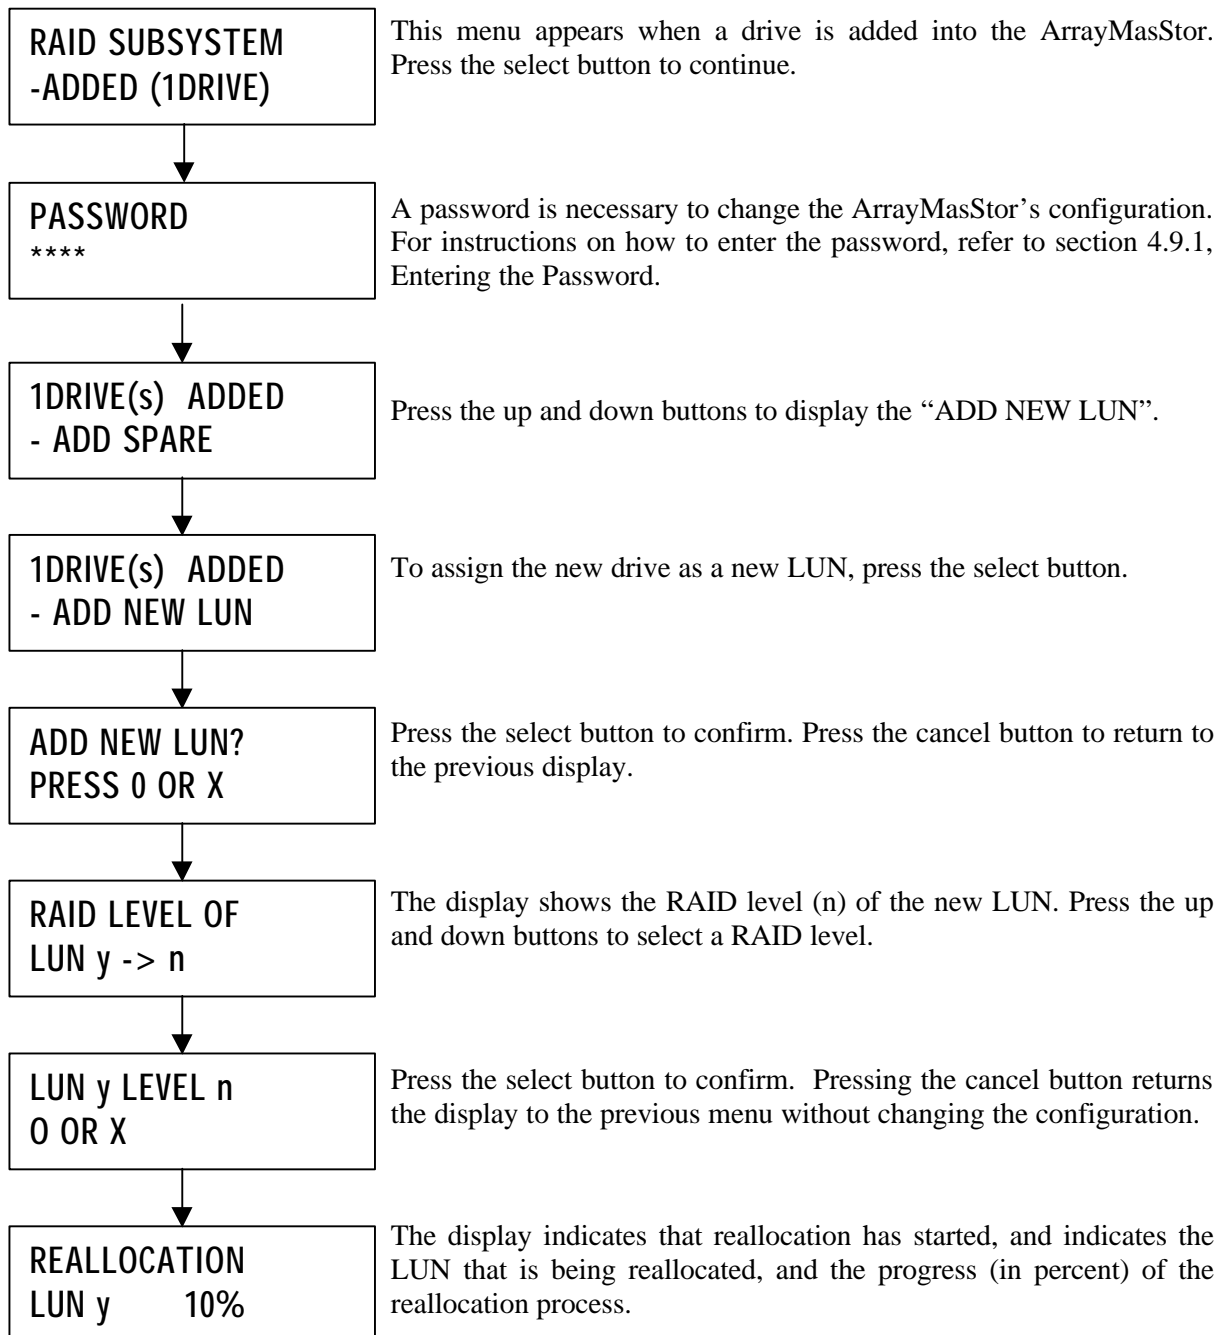 RAID SUBSYSTEM
-ADDED (1DRIVE)
This menu appears when a drive is added into the ArrayMasStor.
Press the select button to continue.
PASSWORD
****
A password is necessary to change the ArrayMasStor’s configuration.
For instructions on how to enter the password, refer to section 4.9.1,
Entering the Password.
1DRIVE(s) ADDED
- ADD SPARE
Press the up and down buttons to display the “ADD NEW LUN”.
1DRIVE(s) ADDED
- ADD NEW LUN
To assign the new drive as a new LUN, press the select button.
ADD NEW LUN?
PRESS 0 OR X
Press the select button to confirm. Press the cancel button to return to
the previous display.
RAID LEVEL OF
LUN y -> n
The display shows the RAID level (n) of the new LUN. Press the up
and down buttons to select a RAID level.
LUN y LEVEL n
O OR X
Press the select button to confirm. Pressing the cancel button returns
the display to the previous menu without changing the configuration.
REALLOCATION
LUN y 10%
The display indicates that reallocation has started, and indicates the
LUN that is being reallocated, and the progress (in percent) of the
reallocation process.